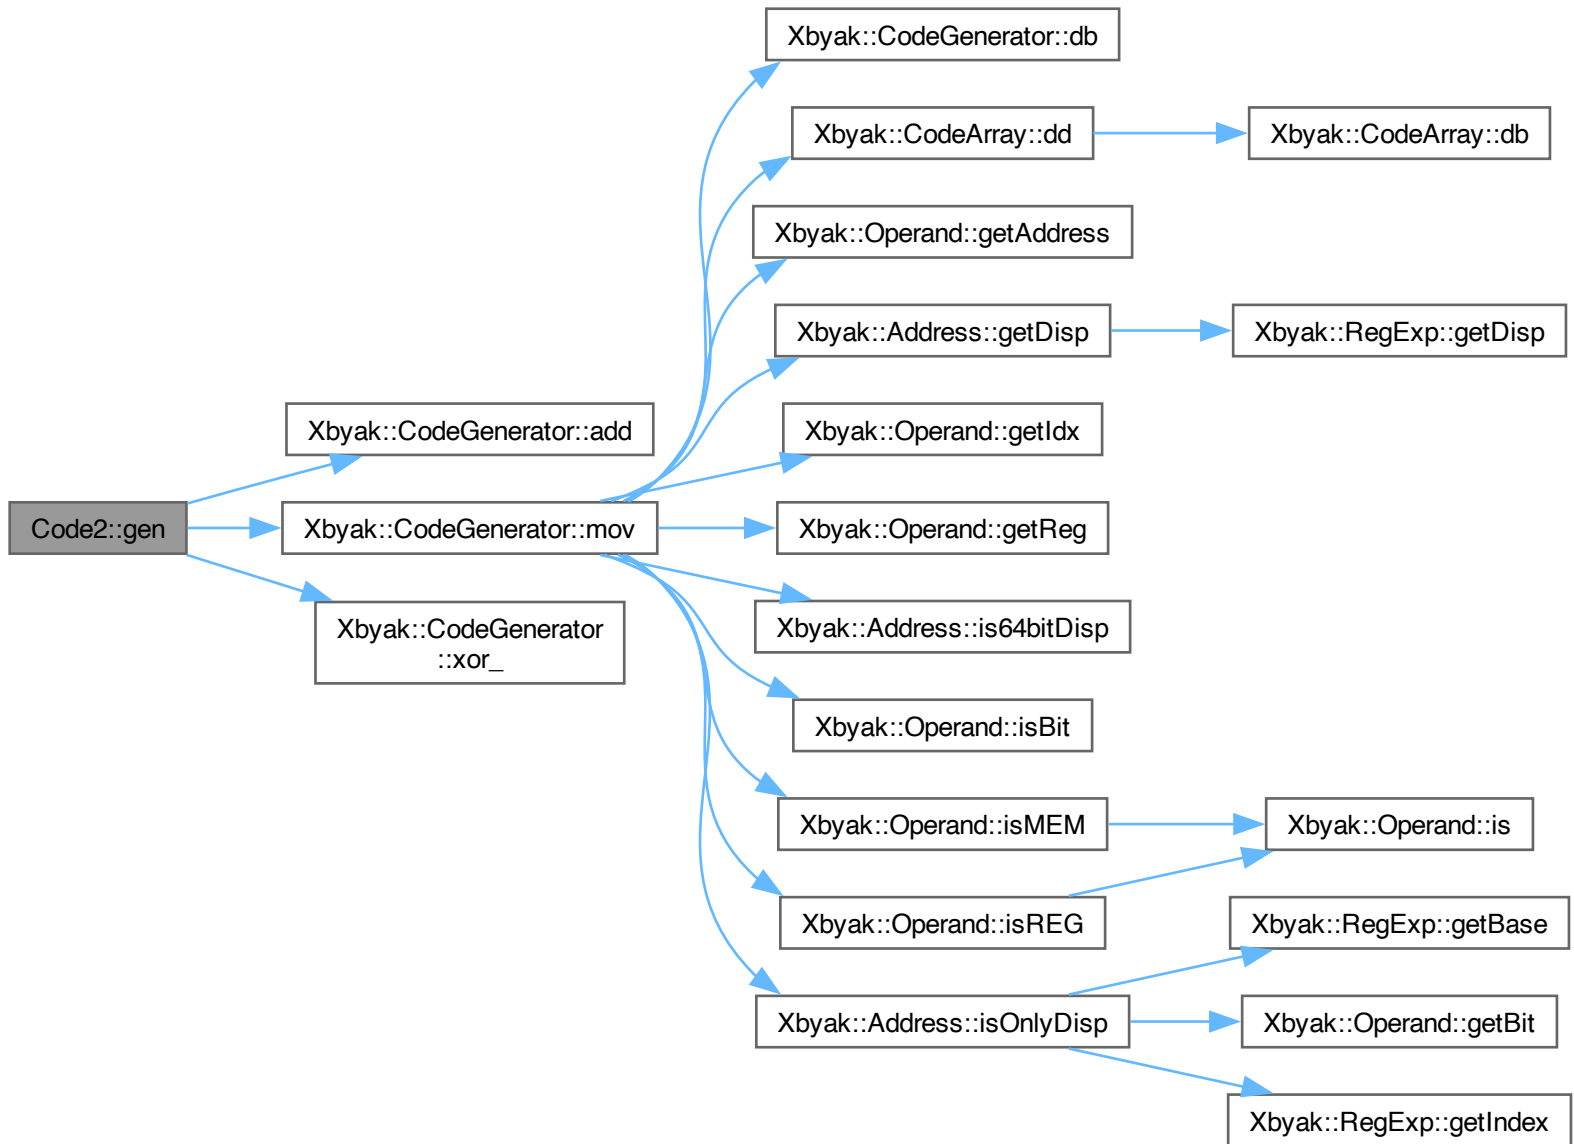 Xbyak::CodeGenerator::db
Xbyak::CodeArray::dd
Xbyak::CodeArray::db
Xbyak::Operand::getAddress
Xbyak::Address::getDisp
Xbyak::RegExp::getDisp
Xbyak::CodeGenerator::add
Xbyak::Operand::getIdx
Code2::gen
Xbyak::CodeGenerator::mov
Xbyak::Operand::getReg
Xbyak::CodeGenerator
::xor_
Xbyak::Address::is64bitDisp
Xbyak::Operand::isBit
Xbyak::Operand::isMEM
Xbyak::Operand::is
Xbyak::Operand::isREG
Xbyak::RegExp::getBase
Xbyak::Address::isOnlyDisp
Xbyak::Operand::getBit
Xbyak::RegExp::getIndex